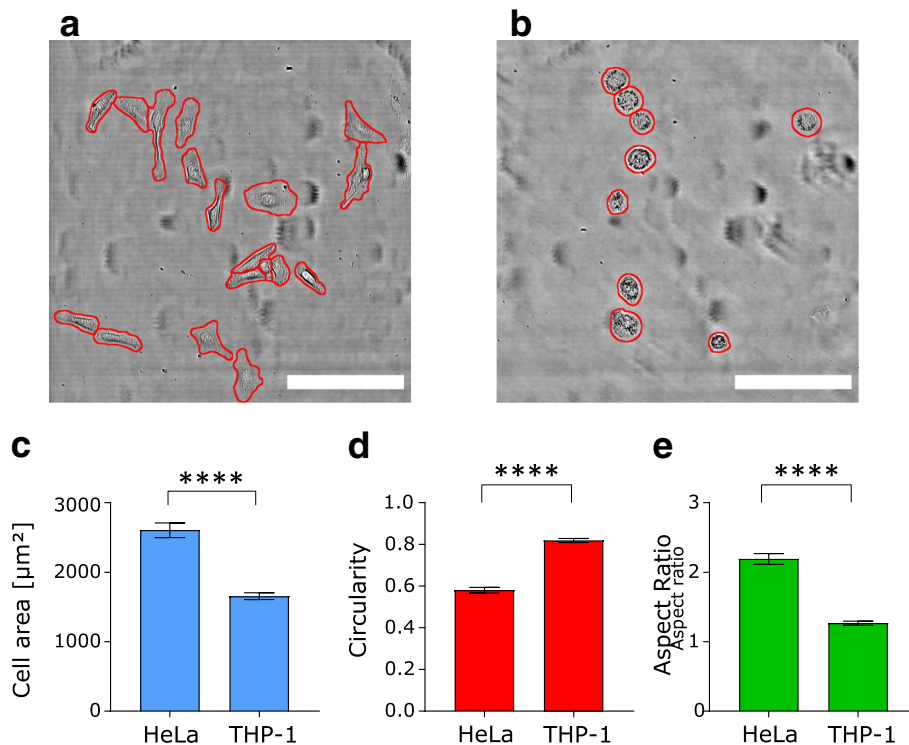 a
b
c
****
Cell area [µm²]
3000
2000
1000
0
HeLa
THP-1
d
****
Circularity
1.0
0.8
0.6
0.4
0.2
0.0
HeLa
THP-1
e
****
Aspect Ratio
Aspect ratio
3
2
1
0
HeLa
THP-1